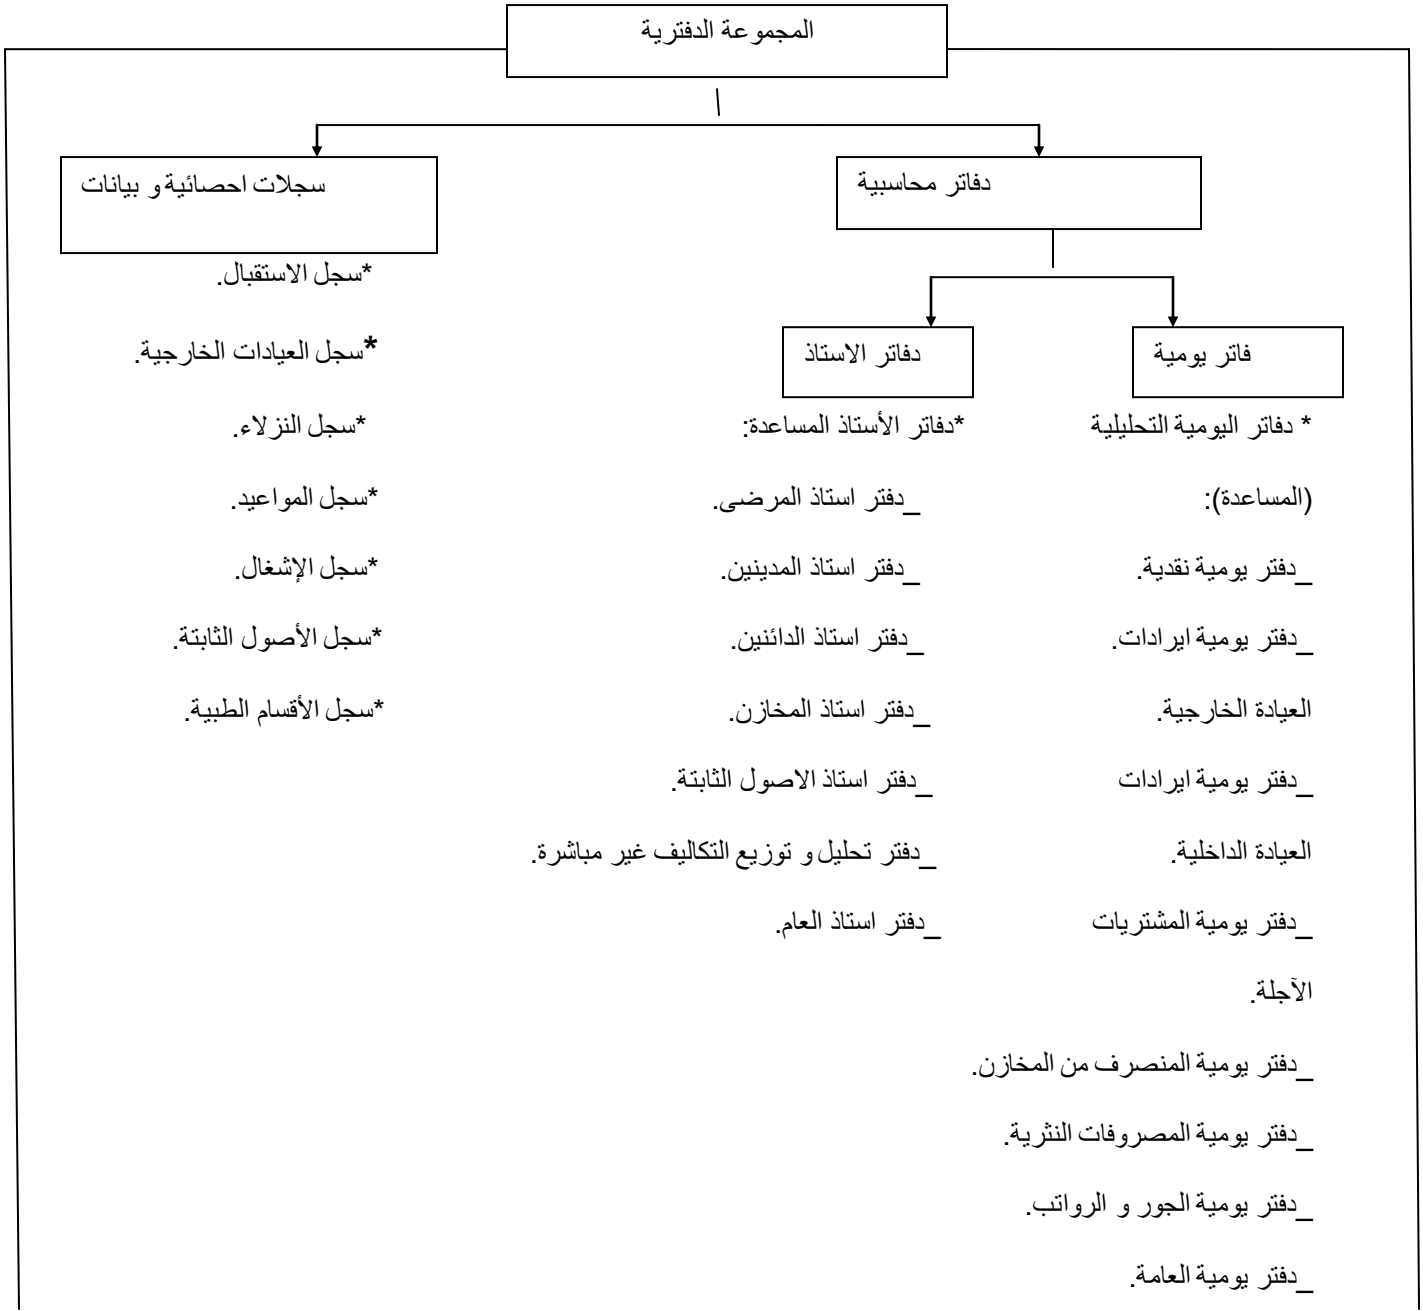 المجموعة الدفترية
دفاتر محاسبية
سجلات احصائية و بيانات
*سجل الاستقبال.
*سجل العيادات الخارجية.
*سجل النزلاء.
*سجل المواعيد.
*سجل الإشغال.
*سجل الأصول الثابتة.
*سجل الأقسام الطبية.
فاتر يومية
* دفاتر اليومية التحليلية
(المساعدة):
_دفتر يومية نقدية.
_دفتر يومية ايرادات.
العيادة الخارجية.
_دفتر يومية ايرادات
العيادة الداخلية.
_دفتر يومية المشتريات
الآجلة.
_دفتر يومية المنصرف من المخازن.
_دفتر يومية المصروفات النثرية.
_دفتر يومية الجور و الرواتب.
_دفتر يومية العامة.
دفاتر الاستاذ
*دفاتر الأستاذ المساعدة:
_دفتر استاذ المرضى.
_دفتر استاذ المدينين.
_دفتر استاذ الدائنين.
_دفتر استاذ المخازن.
_دفتر استاذ الاصول الثابتة.
_دفتر تحليل و توزيع التكاليف غير مباشرة.
_دفتر استاذ العام.